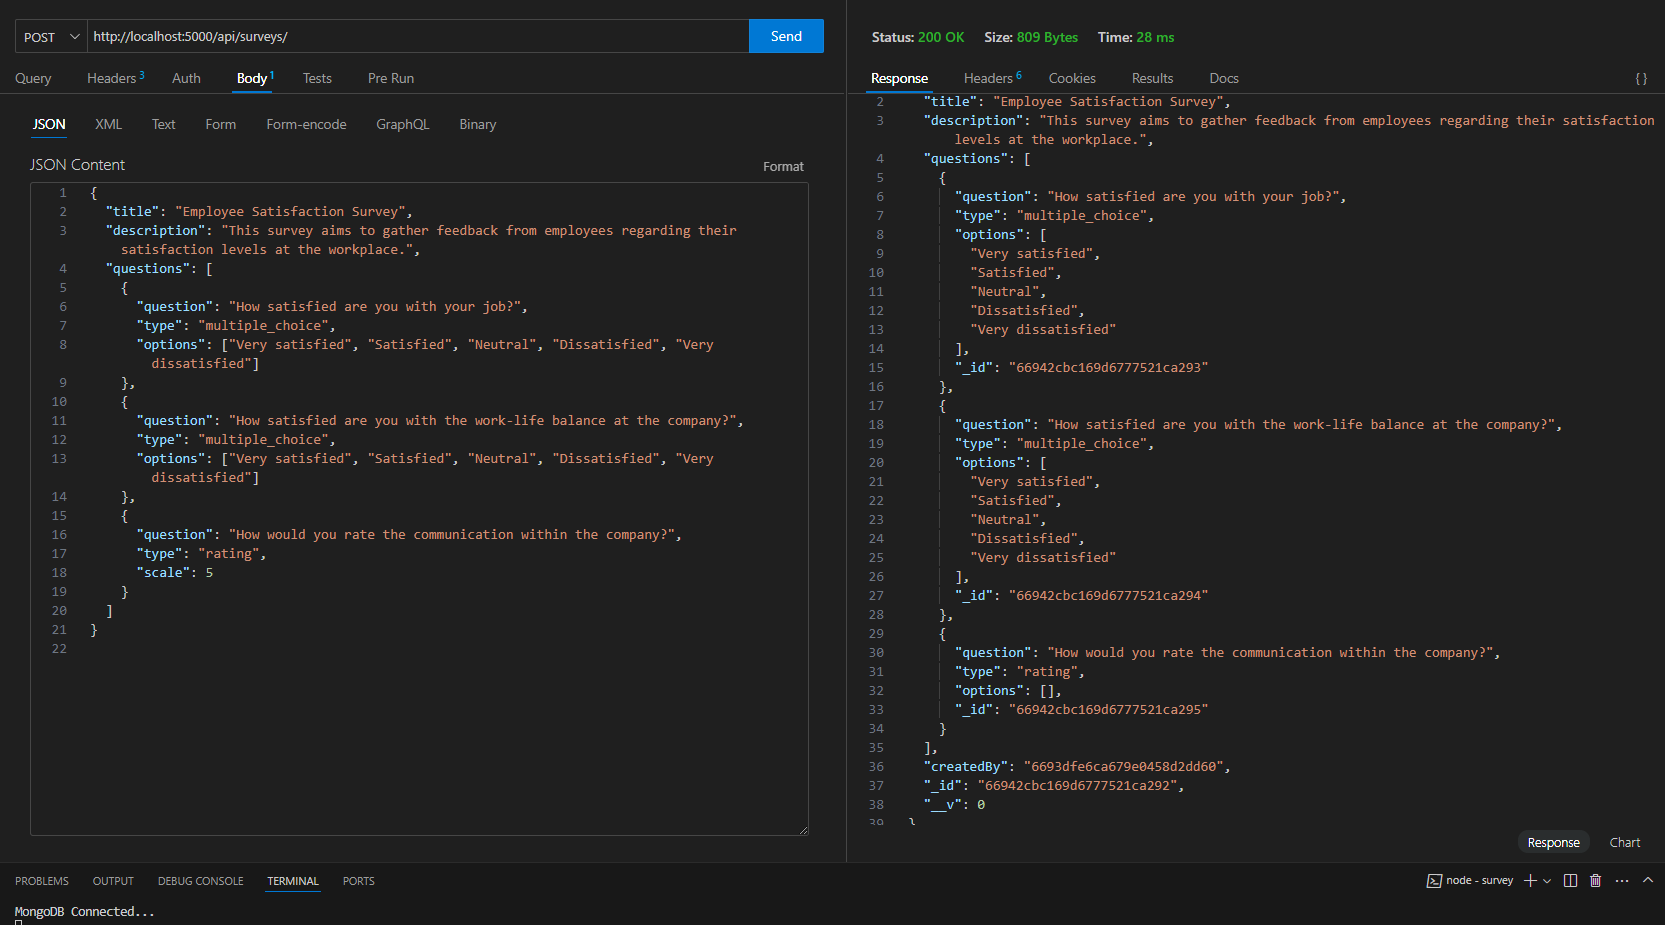 POST
http://localhost:5000/api/surveys/
Send
Query Headers 3 Auth Body 1 Tests Pre Run
JSON XML Text Form Form-encode GraphQL Binary
JSON Content
Format
1 {
2 "title": "Employee Satisfaction Survey",
3 "description": "This survey aims to gather feedback from employees regarding their
satisfaction levels at the workplace.",
4 "questions": [
5 {
6 "question": "How satisfied are you with your job?",
7 "type": "multiple_choice",
8 "options": ["Very satisfied", "Satisfied", "Neutral", "Dissatisfied", "Very
dissatisfied"]
9 },
10 {
11 "question": "How satisfied are you with the work-life balance at the company?",
12 "type": "multiple_choice",
13 "options": ["Very satisfied", "Satisfied", "Neutral", "Dissatisfied", "Very
dissatisfied"]
14 },
15 {
16 "question": "How would you rate the communication within the company?",
17 "type": "rating",
18 "scale": 5
19 }
20 ]
21 }
22
Status: 200 OK Size: 809 Bytes Time: 28 ms
Response Headers 6 Cookies Results Docs { }
2 "title": "Employee Satisfaction Survey",
3 "description": "This survey aims to gather feedback from employees regarding their satisfaction
levels at the workplace.",
4 "questions": [
5 {
6 "question": "How satisfied are you with your job?",
7 "type": "multiple_choice",
8 "options": [
9 "Very satisfied",
10 "Satisfied",
11 "Neutral",
12 "Dissatisfied",
13 "Very dissatisfied"
14 ],
15 "_id": "66942cbc169d6777521ca293"
16 },
17 {
18 "question": "How satisfied are you with the work-life balance at the company?",
19 "type": "multiple_choice",
20 "options": [
21 "Very satisfied",
22 "Satisfied",
23 "Neutral",
24 "Dissatisfied",
25 "Very dissatisfied"
26 ],
27 "_id": "66942cbc169d6777521ca294"
28 },
29 {
30 "question": "How would you rate the communication within the company?",
31 "type": "rating",
32 "options": [],
33 "_id": "66942cbc169d6777521ca295"
34 }
35 ],
36 "createdBy": "6693dfe6ca679e0458d2dd60",
37 "_id": "66942cbc169d6777521ca292",
38 "__v": 0
39 }
Response Chart
PROBLEMS OUTPUT DEBUG CONSOLE TERMINAL PORTS
node - survey
MongoDB Connected...